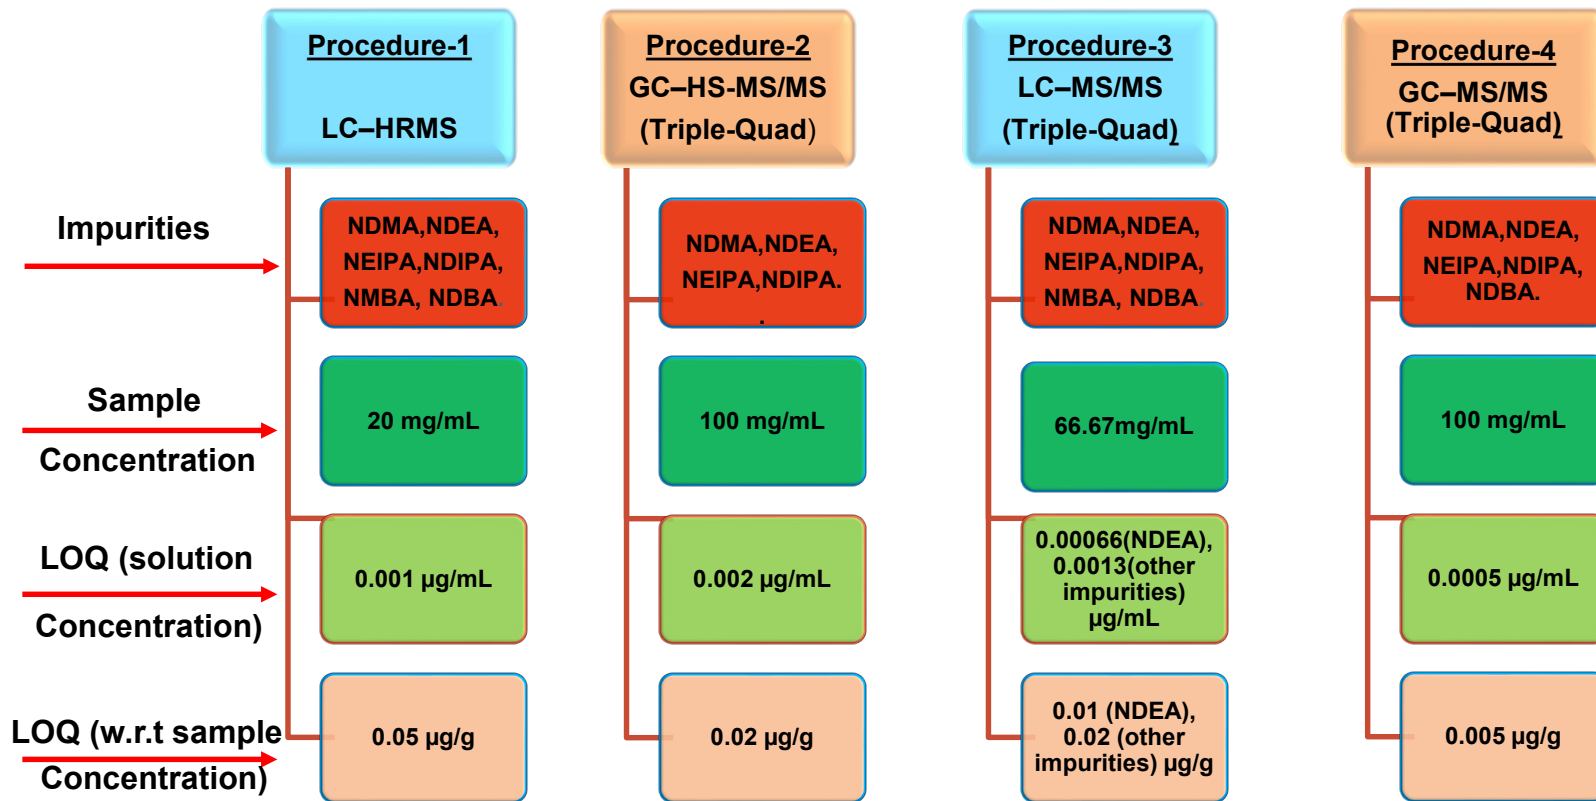 Procedure-1
LC–HRMS
Procedure-2
GC–HS-MS/MS
(Triple-Quad)
Procedure-3
LC–MS/MS
(Triple-Quad)
Procedure-4
GC–MS/MS
(Triple-Quad)
Impurities
NDMA,NDEA,
NEIPA,NDIPA,
NMBA, NDBA.
NDMA,NDEA,
NEIPA,NDIPA.
.
NDMA,NDEA,
NEIPA,NDIPA,
NMBA, NDBA.
NDMA,NDEA,
NEIPA,NDIPA,
NDBA.
Sample
Concentration
20 mg/mL
100 mg/mL
66.67mg/mL
100 mg/mL
LOQ (solution
Concentration)
0.001 µg/mL
0.002 µg/mL
0.00066(NDEA),
0.0013(other
impurities)
µg/mL
0.0005 µg/mL
LOQ (w.r.t sample
Concentration)
0.05 µg/g
0.02 µg/g
0.01 (NDEA),
0.02 (other
impurities) µg/g
0.005 µg/g